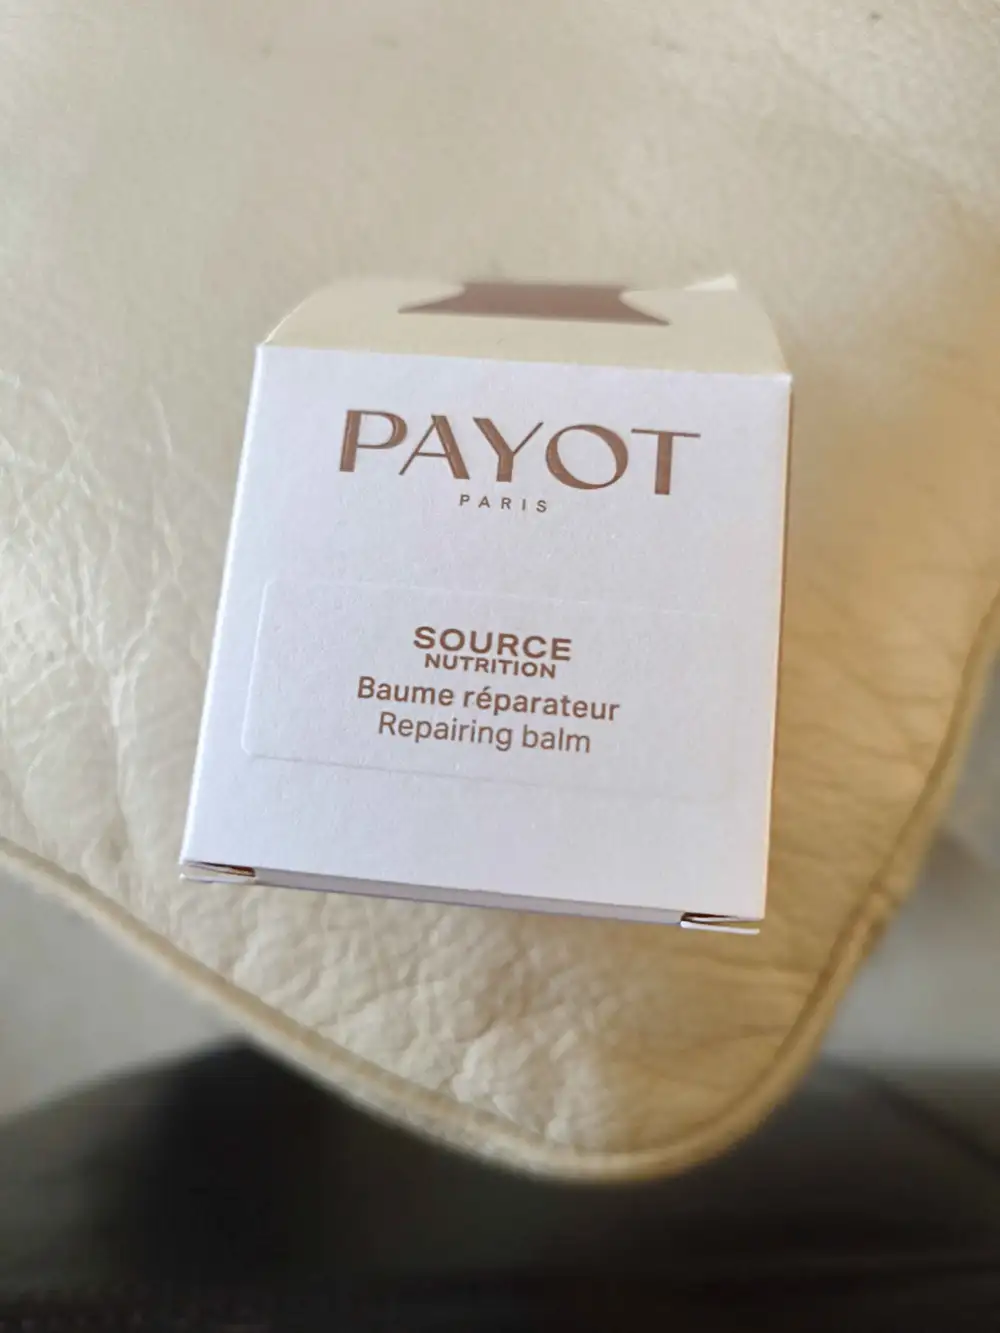 PAYOT
PARIS
SOURCE
NUTRITION
Baume réparateur
Repairing balm